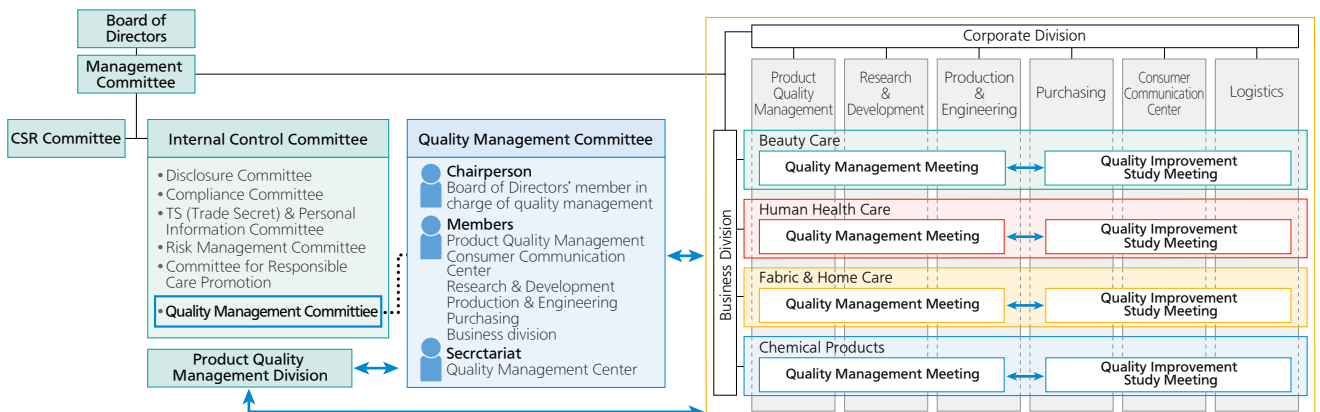 Board of
Directors
Management
Committee
CSR Committee
Internal Control Committee
• Disclosure Committee
• Compliance Committee
• TS (Trade Secret) & Personal
Information Committee
• Risk Management Committee
• Committee for Responsible
Care Promotion
• Quality Management Committiee
Product Quality
Management Division
Quality Management Committee
Chairperson
Board of Directors' member in
charge of quality management
Members
Product Quality Management
Consumer Communication
Center
Research & Development
Production & Engineering
Purchasing
Business division
Secrctariat
Quality Management Center
Corporate Division
Product
Quality
Management
Research
&
Development
Production
&
Engineering
Purchasing
Consumer
Communication
Center
Logistics
Business Division
Beauty Care
Quality Management Meeting
Quality Improvement
Study Meeting
Human Health Care
Quality Management Meeting
Quality Improvement
Study Meeting
Fabric & Home Care
Quality Management Meeting
Quality Improvement
Study Meeting
Chemical Products
Quality Management Meeting
Quality Improvement
Study Meeting